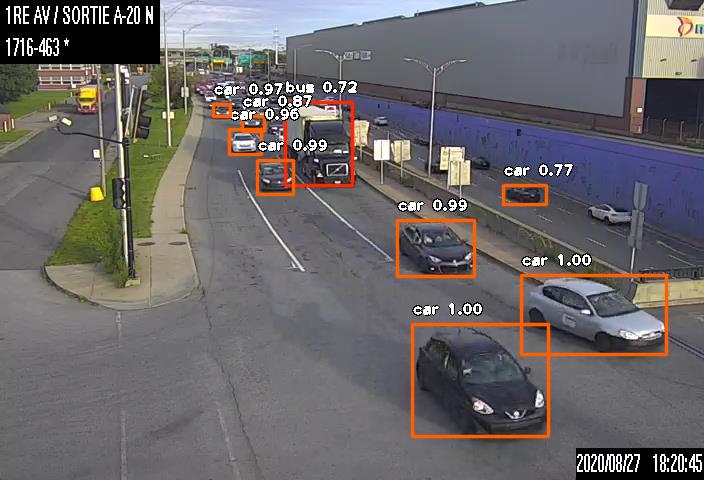 1RE AV / SORTIE A-20 N
1716-463 *
car 0.97
bus 0.72
car 0.87
car 0.96
car 0.99
car 0.77
car 0.99
car 1.00
car 1.00
2020/08/27 18:20:45